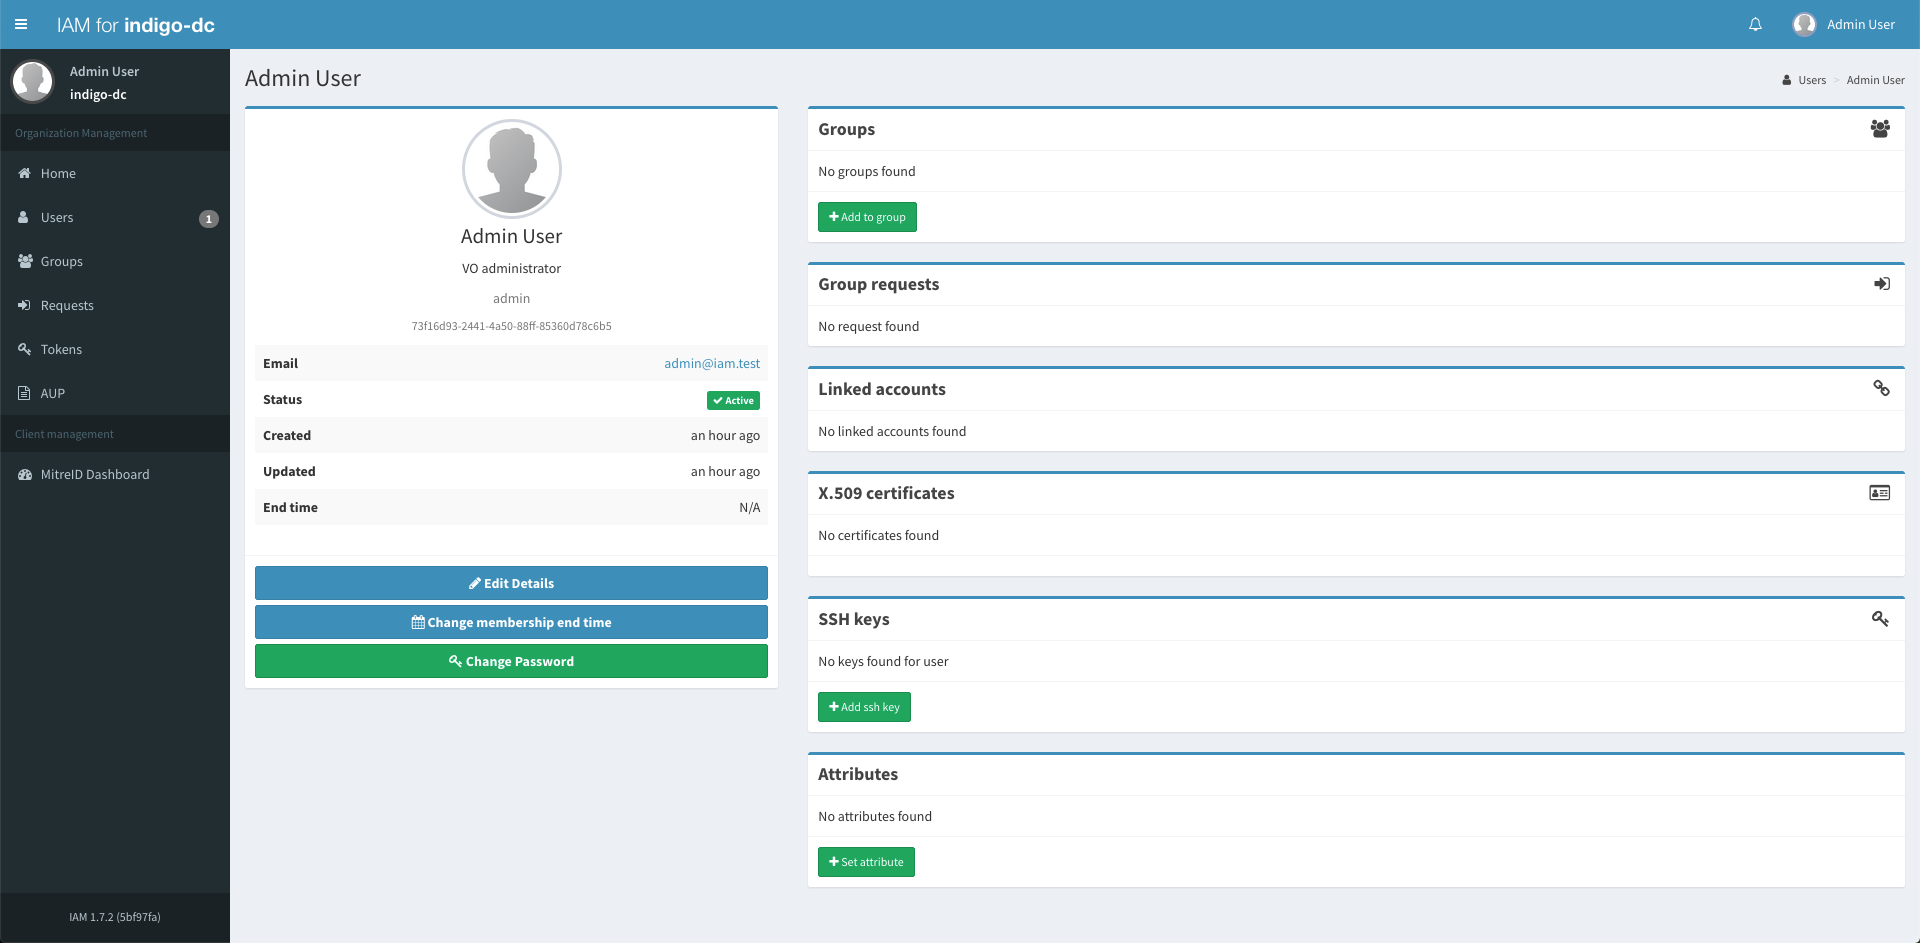 IAM for indigo-dc
Admin User
Admin User
indigo-dc
Organization Management
Home
Users 1
Groups
Requests
Tokens
AUP
Client management
MitreID Dashboard
IAM 1.7.2 (5bf97fa)
Admin User
Users > Admin User
Admin User
VO administrator
admin
73f16d93-2441-4a50-88ff-85360d78c6b5
Email admin@iam.test
Status Active
Created an hour ago
Updated an hour ago
End time N/A
Edit Details
Change membership end time
Change Password
Groups
No groups found
Add to group
Group requests
No request found
Linked accounts
No linked accounts found
X.509 certificates
No certificates found
SSH keys
No keys found for user
Add ssh key
Attributes
No attributes found
Set attribute